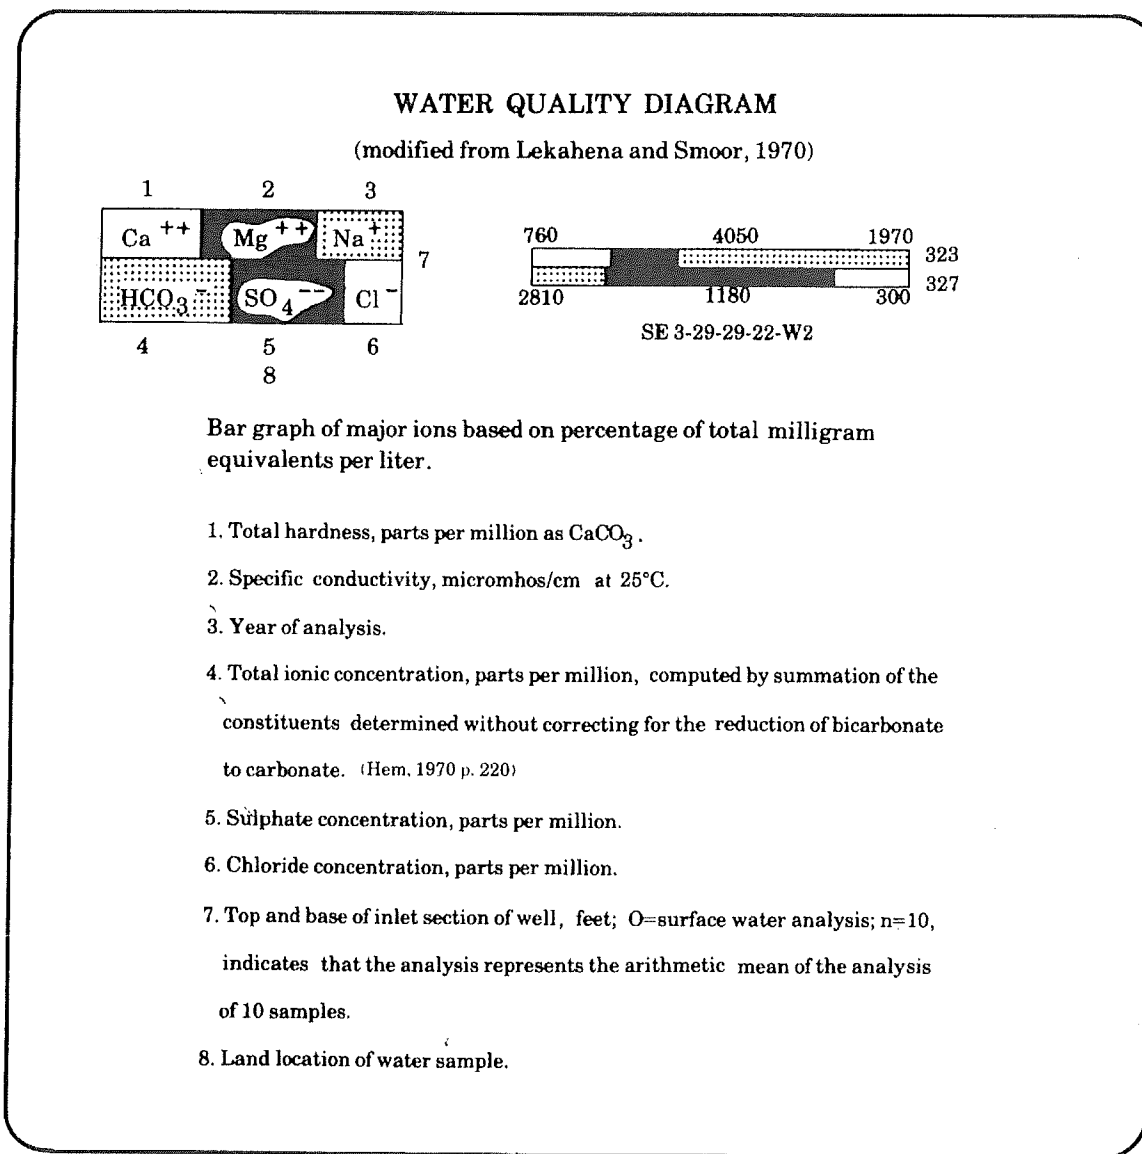 WATER QUALITY DIAGRAM
(modified from Lekahena and Smoor, 1970)
1 2 3
Ca ++ Mg ++ Na +
7
HCO3 - SO4 -- Cl -
4 5 6
8
760 4050 1970
323
327
2810 1180 300
SE 3-29-29-22-W2
Bar graph of major ions based on percentage of total milligram
equivalents per liter.
1. Total hardness, parts per million as CaCO3.
2. Specific conductivity, micromhos/cm at 25°C.
3. Year of analysis.
4. Total ionic concentration, parts per million, computed by summation of the
constituents determined without correcting for the reduction of bicarbonate
to carbonate. (Hem, 1970 p. 220)
5. Sulphate concentration, parts per million.
6. Chloride concentration, parts per million.
7. Top and base of inlet section of well, feet; O=surface water analysis; n=10,
indicates that the analysis represents the arithmetic mean of the analysis
of 10 samples.
8. Land location of water sample.